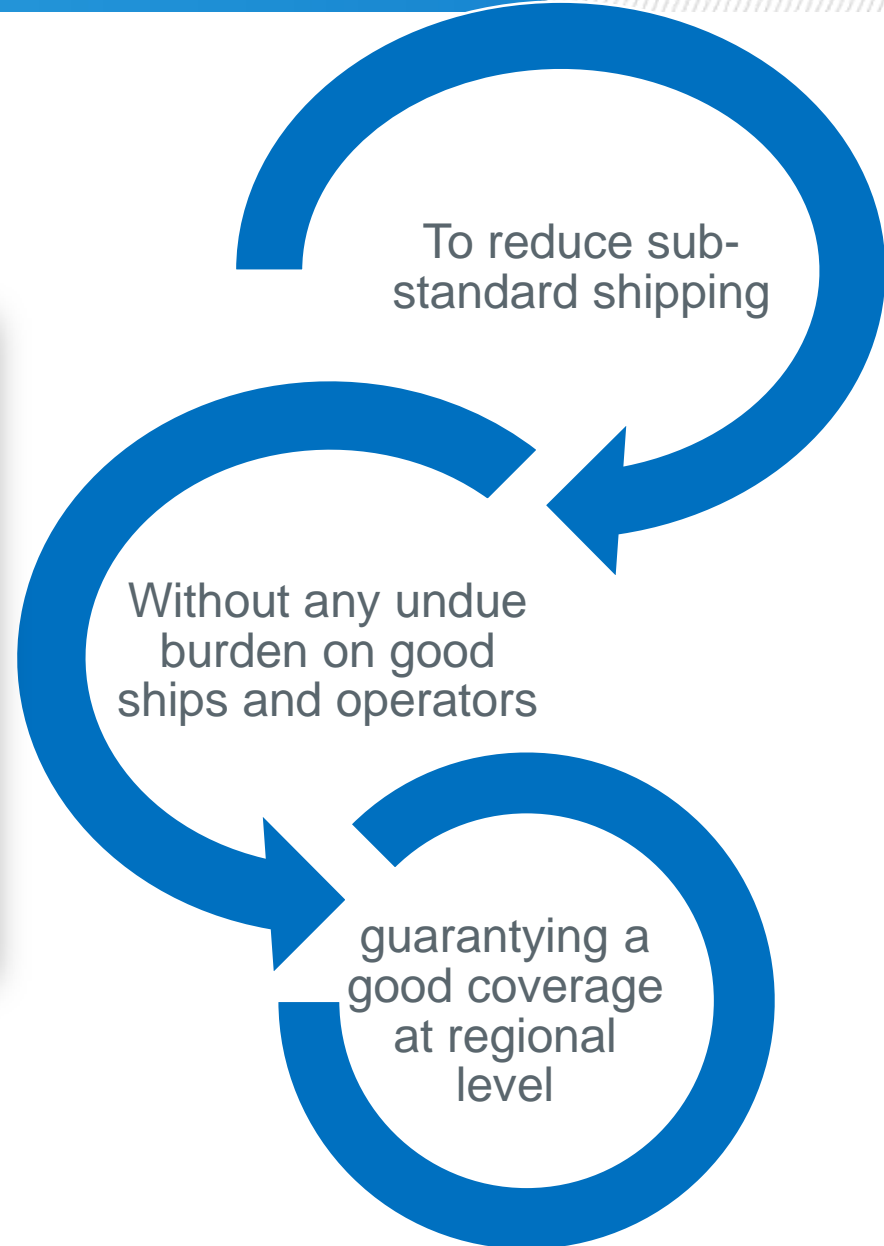 To reduce sub-
standard shipping
Without any undue
burden on good
ships and operators
guarantying a
good coverage
at regional
level